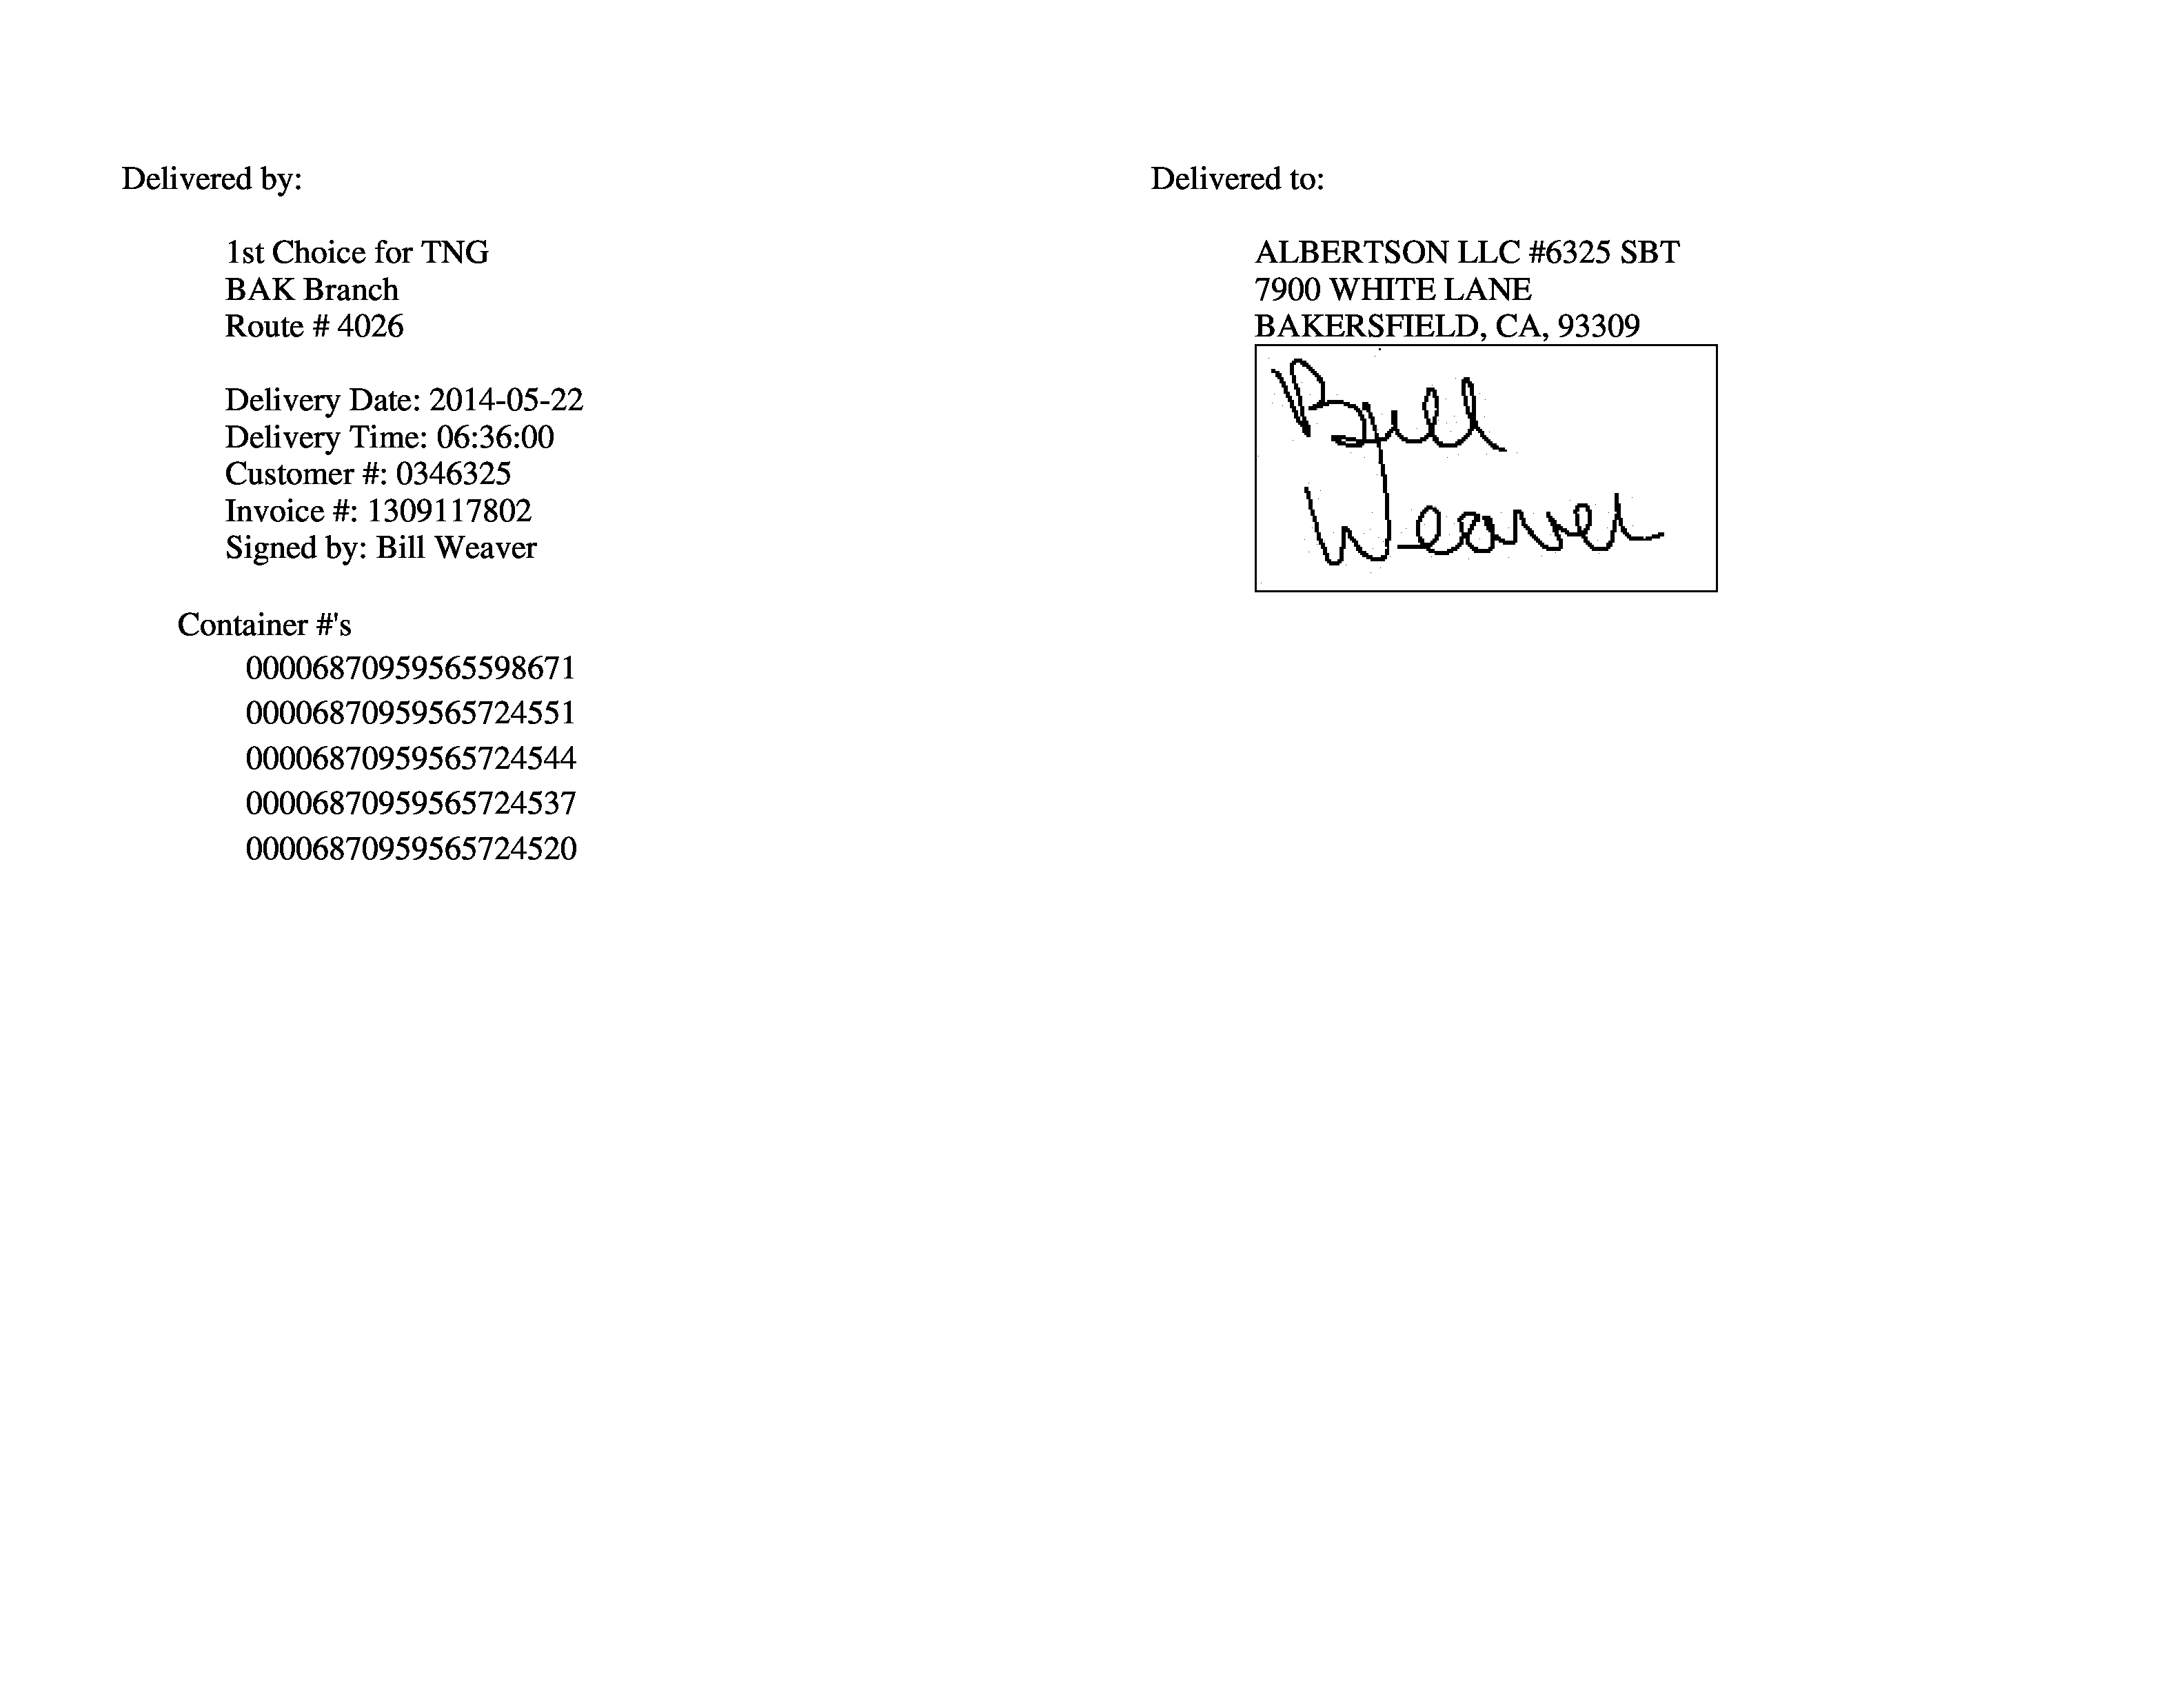 Delivered by:
1st Choice for TNG
BAK Branch
Route # 4026
Delivery Date: 2014-05-22
Delivery Time: 06:36:00
Customer #: 0346325
Invoice #: 1309117802
Signed by: Bill Weaver
Container #'s
00006870959565598671
00006870959565724551
00006870959565724544
00006870959565724537
00006870959565724520
Delivered to:
ALBERTSON LLC #6325 SBT
7900 WHITE LANE
BAKERSFIELD, CA, 93309
Bill
Weaver